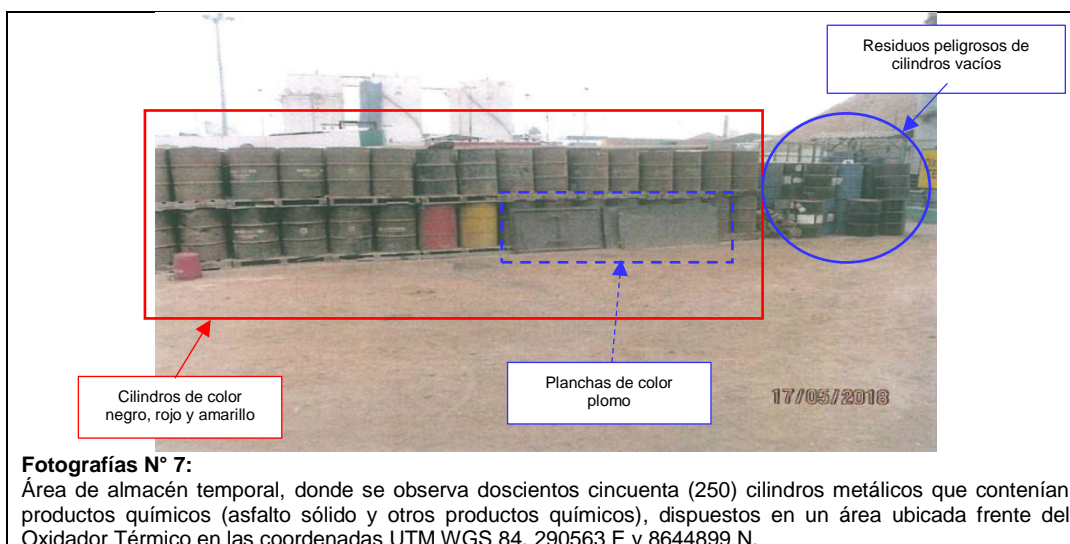 Residuos peligrosos de
cilindros vacíos
Cilindros de color
negro, rojo y amarillo
Planchas de color
plomo
17/05/2018
Fotografías N° 7:
Área de almacén temporal, donde se observa doscientos cincuenta (250) cilindros metálicos que contenían
productos químicos (asfalto sólido y otros productos químicos), dispuestos en un área ubicada frente del
Oxidador Térmico en las coordenadas UTM WGS 84, 290563 E y 8644899 N.